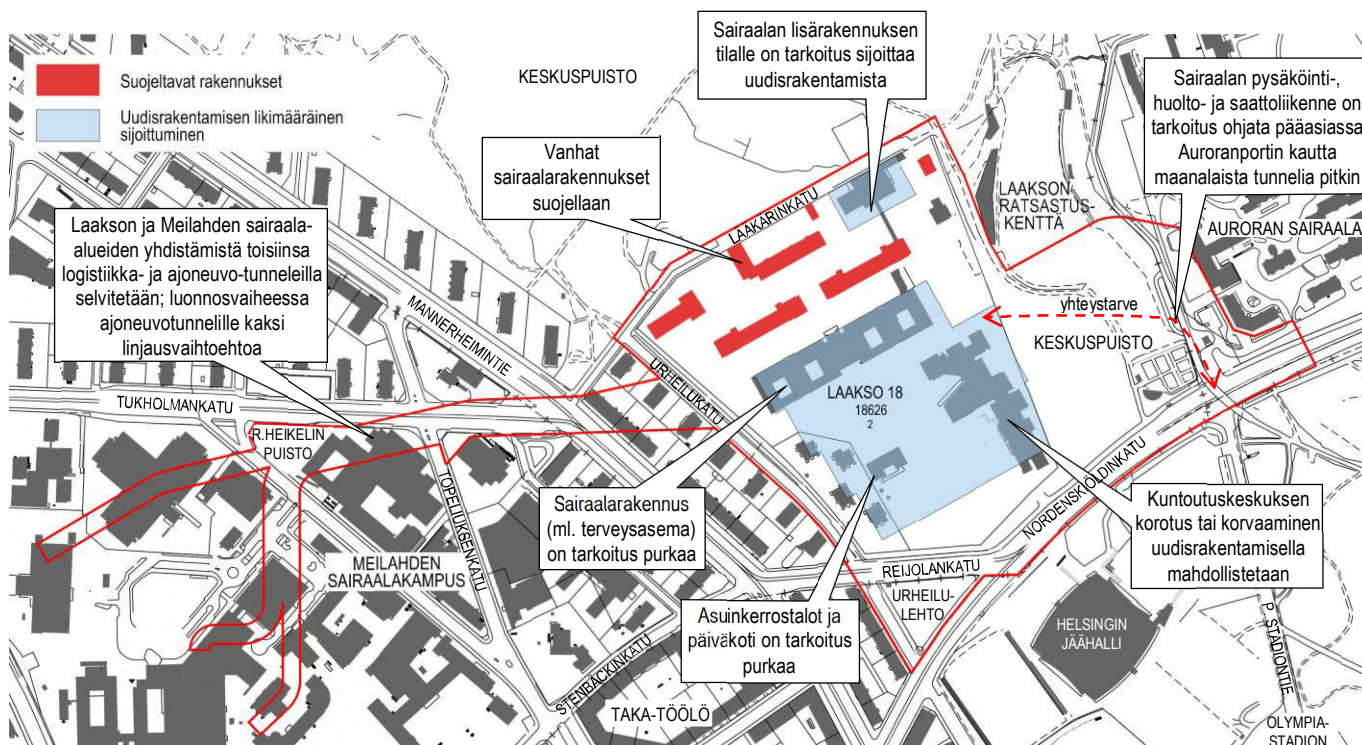 Suojeltavat rakennukset
Uudisrakentamisen likimääräinen
sijoittuminen
KESKUSPUISTO
Sairaalan lisärakennuksen
tilalle on tarkoitus sijoittaa
uudisrakentamista
Sairaalan pysäköinti-,
huolto- ja saattoliikenne on
tarkoitus ohjata pääasiassa
Auroranportin kautta
maanalaista tunnelia pitkin
Vanhat
sairaalarakennukset
suojellaan
Laakson ja Meilahden sairaala-
alueiden yhdistämistä toisiinsa
logistiikka- ja ajoneuvo-tunneleilla
selvitetään; luonnosvaiheessa
ajoneuvotunnelille kaksi
linjausvaihtoehtoa
LÄÄKÄRINKATU
LAAKSON
RATSASTUS-
KENTTÄ
AURORAN SAIRAALA
MANNERHEIMINTIE
yhteystarve
KESKUSPUISTO
URHEILUKATU
TUKHOLMANKATU
LAAKSO 18
18626
2
R.HEIKELIN
PUISTO
TOPELIUKSENKATU
Sairaalarakennus
(ml. terveysasema)
on tarkoitus purkaa
NORDENSKIÖLDINKATU
Kuntoutuskeskuksen
korotus tai korvaaminen
uudisrakentamisella
mahdollistetaan
MEILAHDEN
SAIRAALAKAMPUS
REIJOLANKATU
URHEILU-
LEHTO
Asuinkerrostalot ja
päiväkoti on tarkoitus
purkaa
HELSINGIN
JÄÄHALLI
P. STADIONTIE
STENBÄCKINKATU
TAKA-TÖÖLÖ
OLYMPIA-
STADION